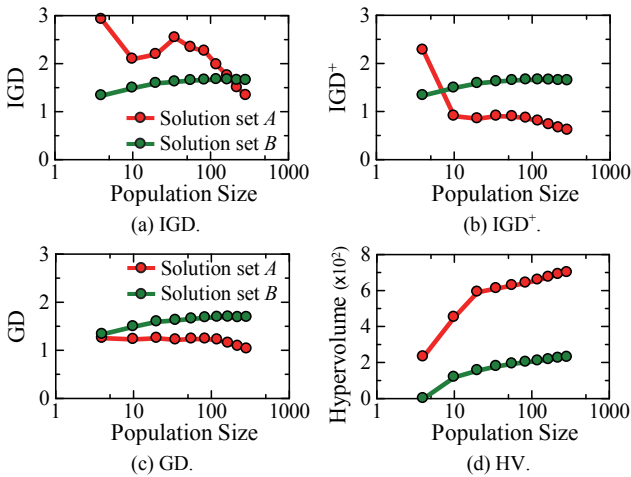 3
2
1
0
IGD
Solution set A
Solution set B
1
10
100
1000
Population Size
(a) IGD.
3
2
1
0
IGD+
1
10
100
1000
Population Size
(b) IGD+.
3
2
1
0
GD
Solution set A
Solution set B
1
10
100
1000
Population Size
(c) GD.
8
6
4
2
0
Hypervolume (x10²)
1
10
100
1000
Population Size
(d) HV.